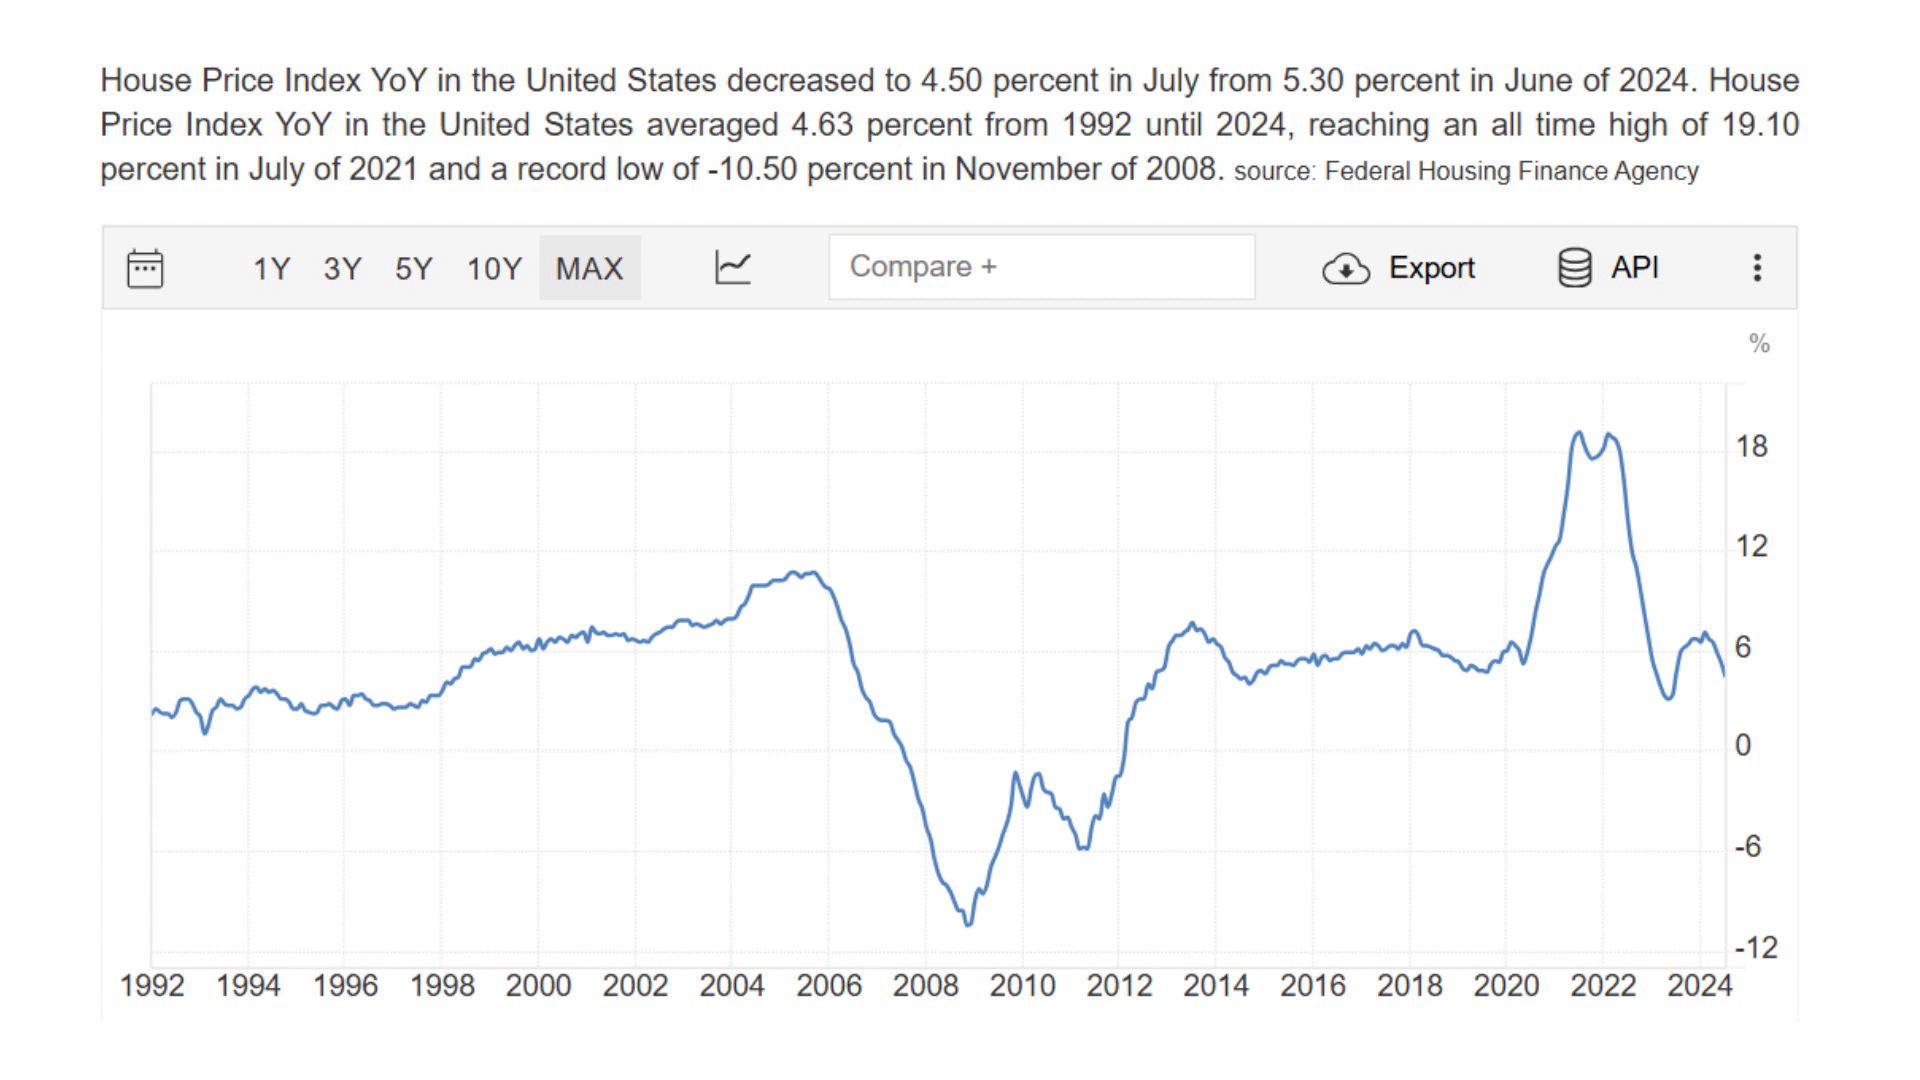 House Price Index YoY in the United States decreased to 4.50 percent in July from 5.30 percent in June of 2024. House
Price Index YoY in the United States averaged 4.63 percent from 1992 until 2024, reaching an all time high of 19.10
percent in July of 2021 and a record low of -10.50 percent in November of 2008. source: Federal Housing Finance Agency
1Y 3Y 5Y 10Y MAX Compare + Export API
%
18
12
6
0
-6
-12
1992 1994 1996 1998 2000 2002 2004 2006 2008 2010 2012 2014 2016 2018 2020 2022 2024